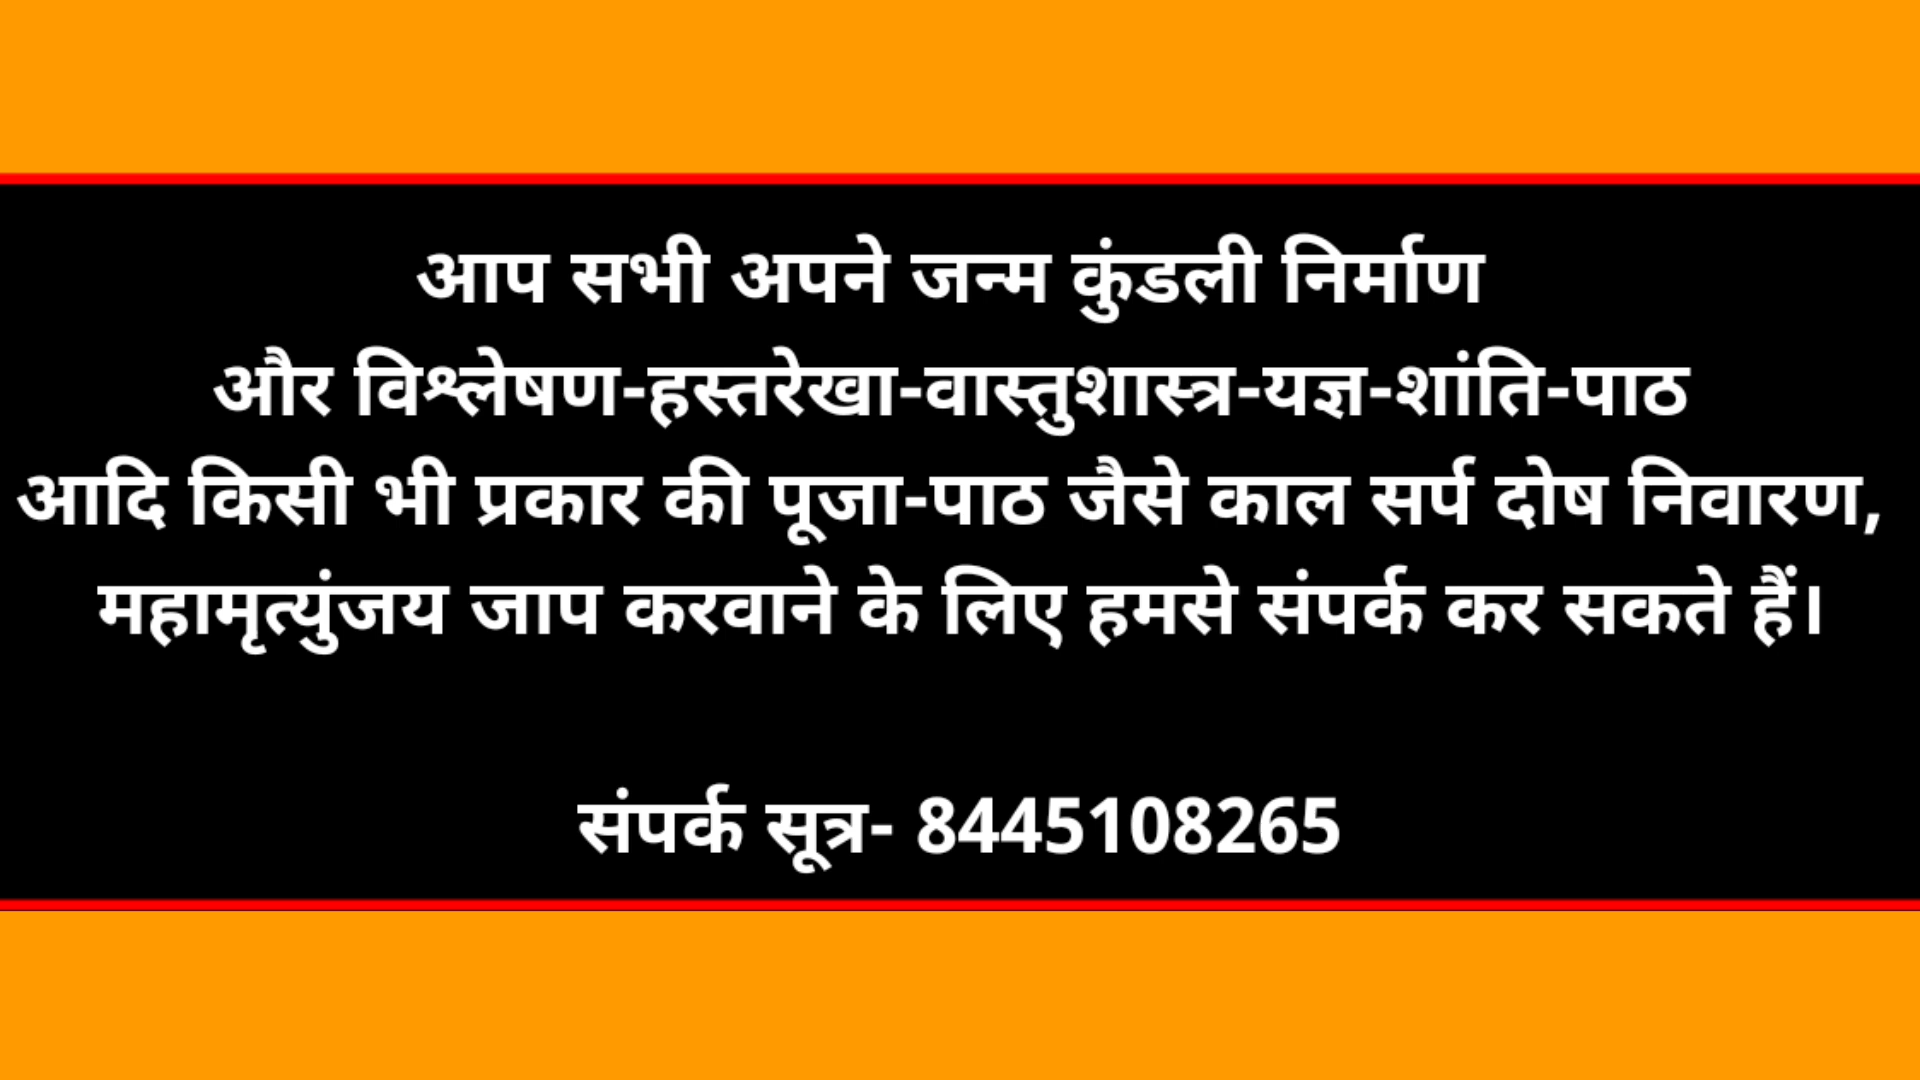 आप सभी अपने जन्म कुंडली निर्माण
और विश्लेषण-हस्तरेखा-वास्तुशास्त्र-यज्ञ-शांति-पाठ
आदि किसी भी प्रकार की पूजा-पाठ जैसे काल सर्प दोष निवारण,
महामृत्युंजय जाप करवाने के लिए हमसे संपर्क कर सकते हैं।
संपर्क सूत्र- 8445108265